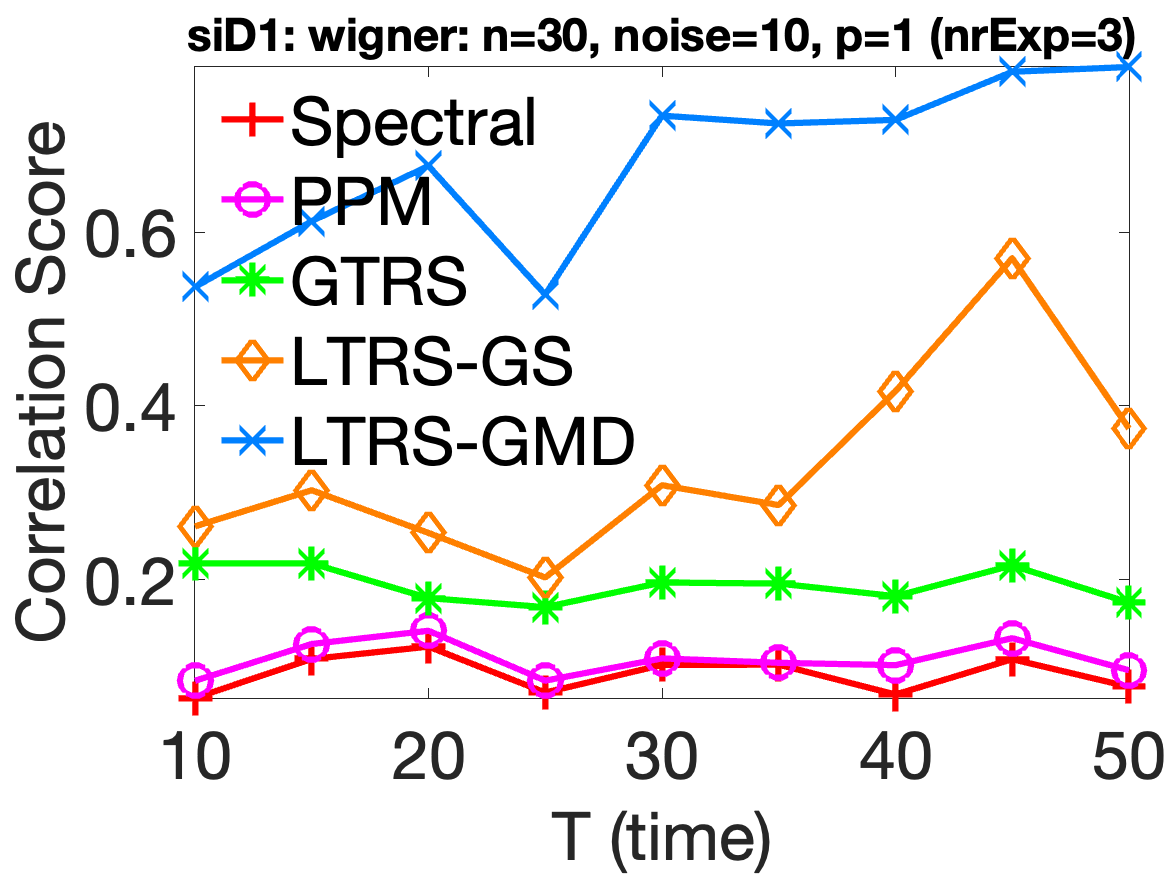 siD1: wigner: n=30, noise=10, p=1 (nrExp=3)
Spectral
PPM
GTRS
LTRS-GS
LTRS-GMD
Correlation Score
0.6
0.4
0.2
10 20 30 40 50
T (time)